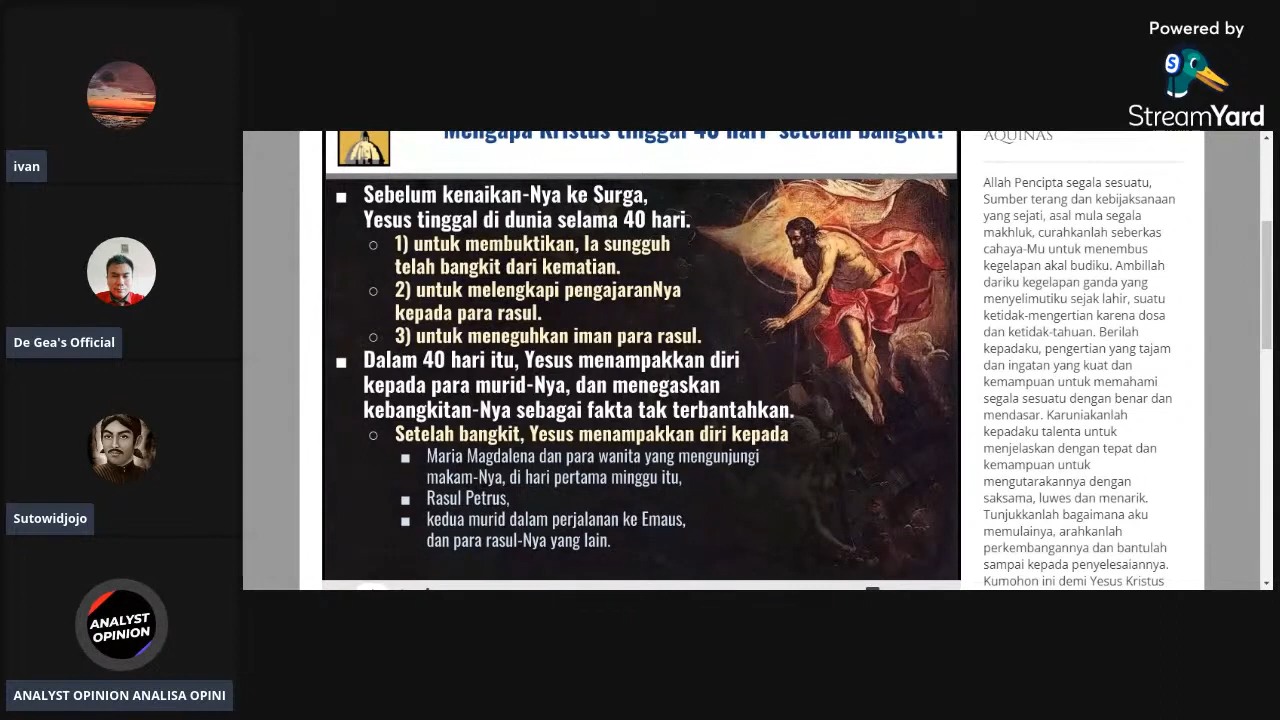 Powered by
StreamYard
ivan
De Gea's Official
Sutowidjojo
ANALYST
OPINION
ANALYST OPINION ANALISA OPINI
Mengapa Kristus tinggal 40 hari setelah bangkit?
■ Sebelum kenaikan-Nya ke Surga,
Yesus tinggal di dunia selama 40 hari.
○ 1) untuk membuktikan, Ia sungguh
telah bangkit dari kematian.
○ 2) untuk melengkapi pengajaranNya
kepada para rasul.
○ 3) untuk meneguhkan iman para rasul.
■ Dalam 40 hari itu, Yesus menampakkan diri
kepada para murid-Nya, dan menegaskan
kebangkitan-Nya sebagai fakta tak terbantahkan.
○ Setelah bangkit, Yesus menampakkan diri kepada
■ Maria Magdalena dan para wanita yang mengunjungi
makam-Nya, di hari pertama minggu itu,
■ Rasul Petrus,
■ kedua murid dalam perjalanan ke Emaus,
dan para rasul-Nya yang lain.
AQUINAS
Allah Pencipta segala sesuatu,
Sumber terang dan kebijaksanaan
yang sejati, asal mula segala
makhluk, curahkanlah seberkas
cahaya-Mu untuk menembus
kegelapan akal budiku. Ambillah
dariku kegelapan ganda yang
menyelimutiku sejak lahir, suatu
ketidak-mengertian karena dosa
dan ketidak-tahuan. Berilah
kepadaku, pengertian yang tajam
dan ingatan yang kuat dan
kemampuan untuk memahami
segala sesuatu dengan benar dan
mendasar. Karuniakanlah
kepadaku talenta untuk
menjelaskan dengan tepat dan
kemampuan untuk
mengutarakannya dengan
saksama, luwes dan menarik.
Tunjukkanlah bagaimana aku
memulainya, arahkanlah
perkembangannya dan bantulah
sampai kepada penyelesaiannya.
Kumohon ini demi Yesus Kristus